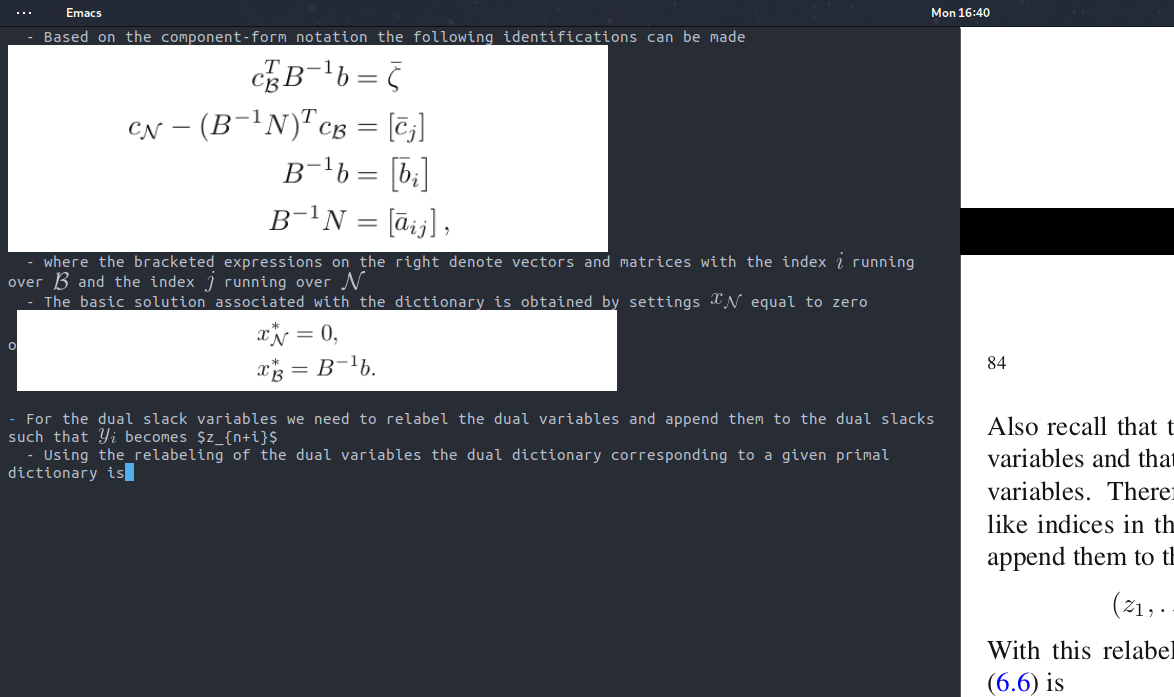 ··· Emacs Mon 16:40
- Based on the component-form notation the following identifications can be made
$c_{\mathcal{B}}^T B^{-1} b = \bar{\zeta}$
$c_{\mathcal{N}} - (B^{-1}N)^T c_{\mathcal{B}} = [\bar{c}_j]$
$B^{-1} b = [\bar{b}_i]$
$B^{-1} N = [\bar{a}_{ij}],$
- where the bracketed expressions on the right denote vectors and matrices with the index $i$ running
over $\mathcal{B}$ and the index $j$ running over $\mathcal{N}$
- The basic solution associated with the dictionary is obtained by settings $x_{\mathcal{N}}$ equal to zero
$x_{\mathcal{N}}^* = 0,$
o
$x_{\mathcal{B}}^* = B^{-1} b.$
- For the dual slack variables we need to relabel the dual variables and append them to the dual slacks
such that $y_i$ becomes $z_{n+i}$
- Using the relabeling of the dual variables the dual dictionary corresponding to a given primal
dictionary is
84
Also recall that
variables and that
variables. Theref
like indices in th
append them to th
$(z_1, .$
With this relabel
(6.6) is